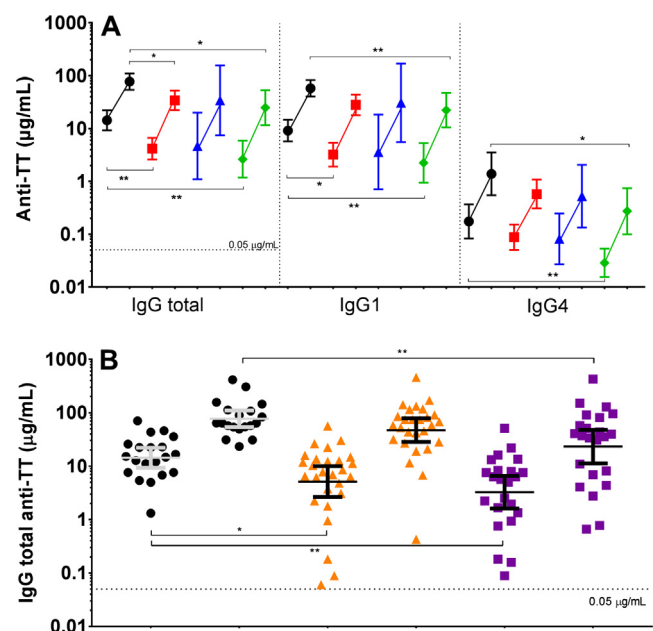 A
Anti-TT (µg/mL)
1000
100
10
1
0.1
0.01
*
*
**
**
**
*
**
*
**
0.05 µg/mL
IgG total
IgG1
IgG4
B
IgG total anti-TT (µg/mL)
1000
100
10
1
0.1
0.01
**
*
**
0.05 µg/mL